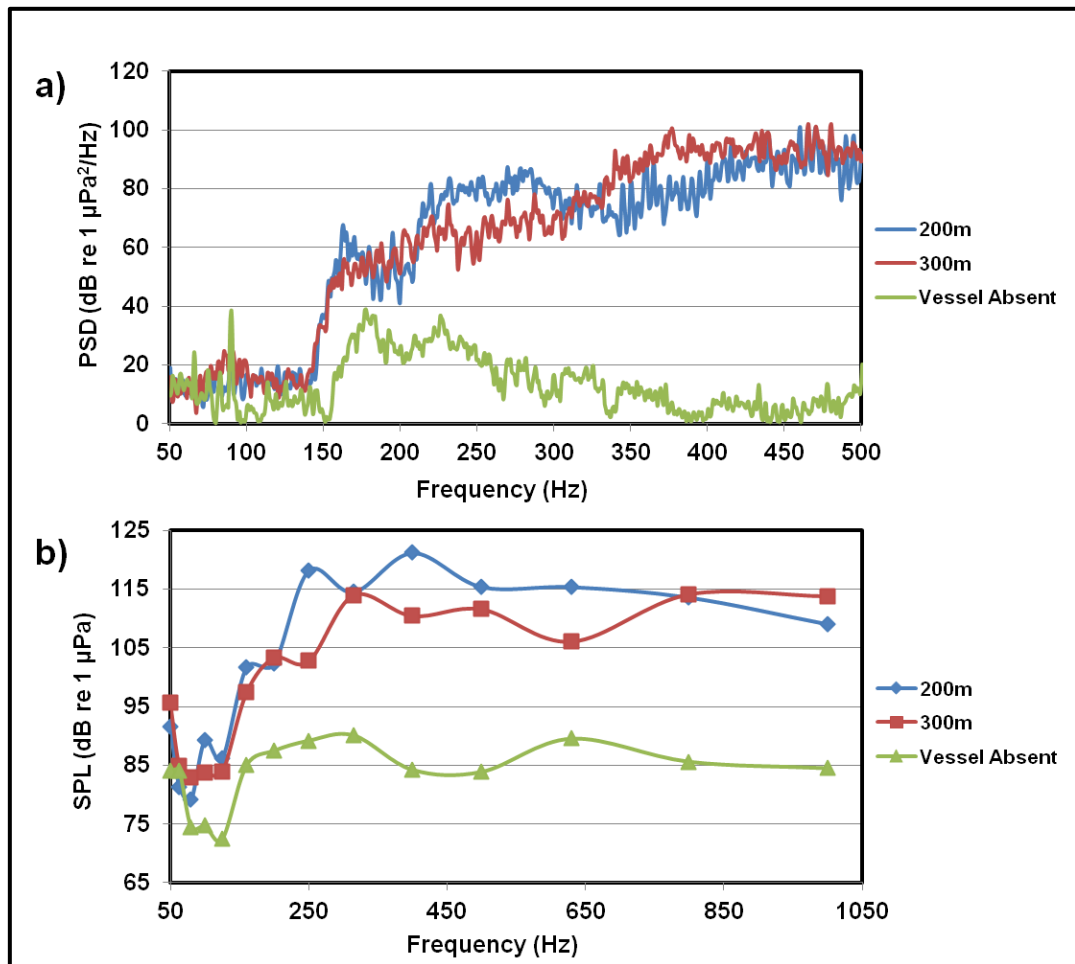 a)
PSD (dB re 1 µPa²/Hz)
120
100
80
60
40
20
0
50 100 150 200 250 300 350 400 450 500
Frequency (Hz)
200m
300m
Vessel Absent
b)
SPL (dB re 1 µPa)
125
115
105
95
85
75
65
50 250 450 650 850 1050
Frequency (Hz)
200m
300m
Vessel Absent